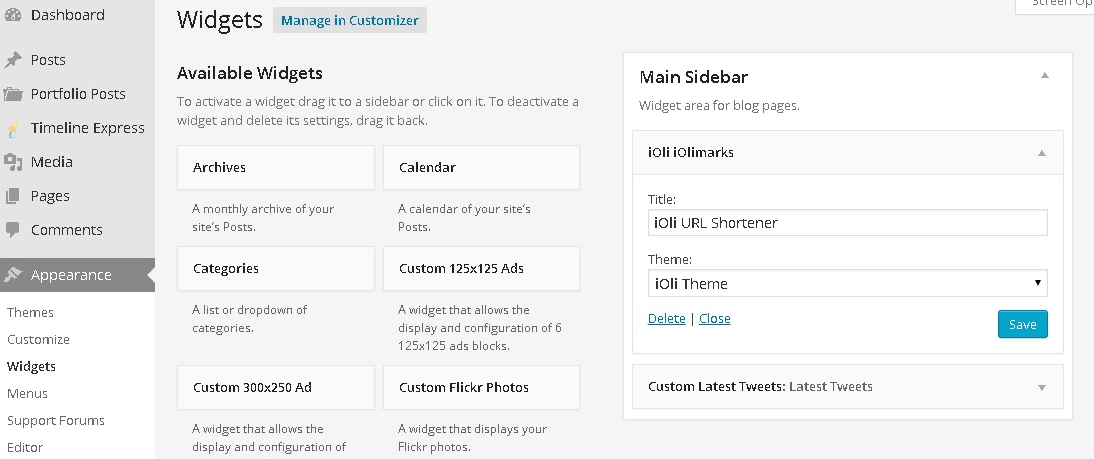 Dashboard
Posts
Portfolio Posts
Timeline Express
Media
Pages
Comments
Appearance
Themes
Customize
Widgets
Menus
Support Forums
Editor
Widgets Manage in Customizer
Available Widgets
To activate a widget drag it to a sidebar or click on it. To deactivate a
widget and delete its settings, drag it back.
Archives
A monthly archive of your
site's Posts.
Calendar
A calendar of your site's
Posts.
Categories
A list or dropdown of
categories.
Custom 125x125 Ads
A widget that allows the
display and configuration of 6
125x125 ads blocks.
Custom 300x250 Ad
A widget that allows the
display and configuration of
Custom Flickr Photos
A widget that displays your
Flickr photos.
Screen Op
Main Sidebar
Widget area for blog pages.
iOli iOlimarks
Title:
iOli URL Shortener
Theme:
iOli Theme
Delete | Close
Save
Custom Latest Tweets: Latest Tweets